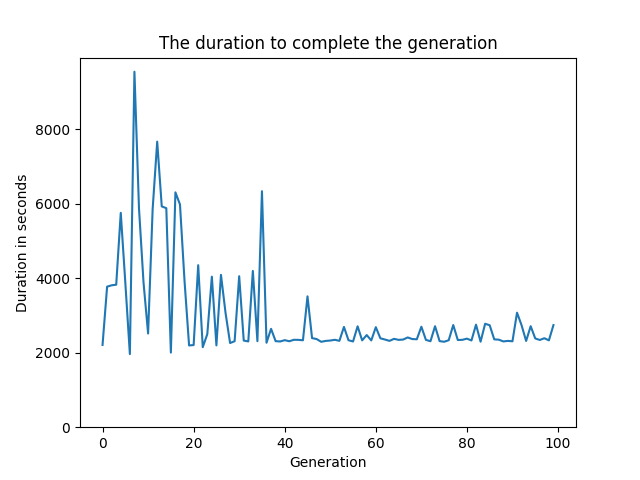 The duration to complete the generation
Duration in seconds
8000
6000
4000
2000
0
0 20 40 60 80 100
Generation